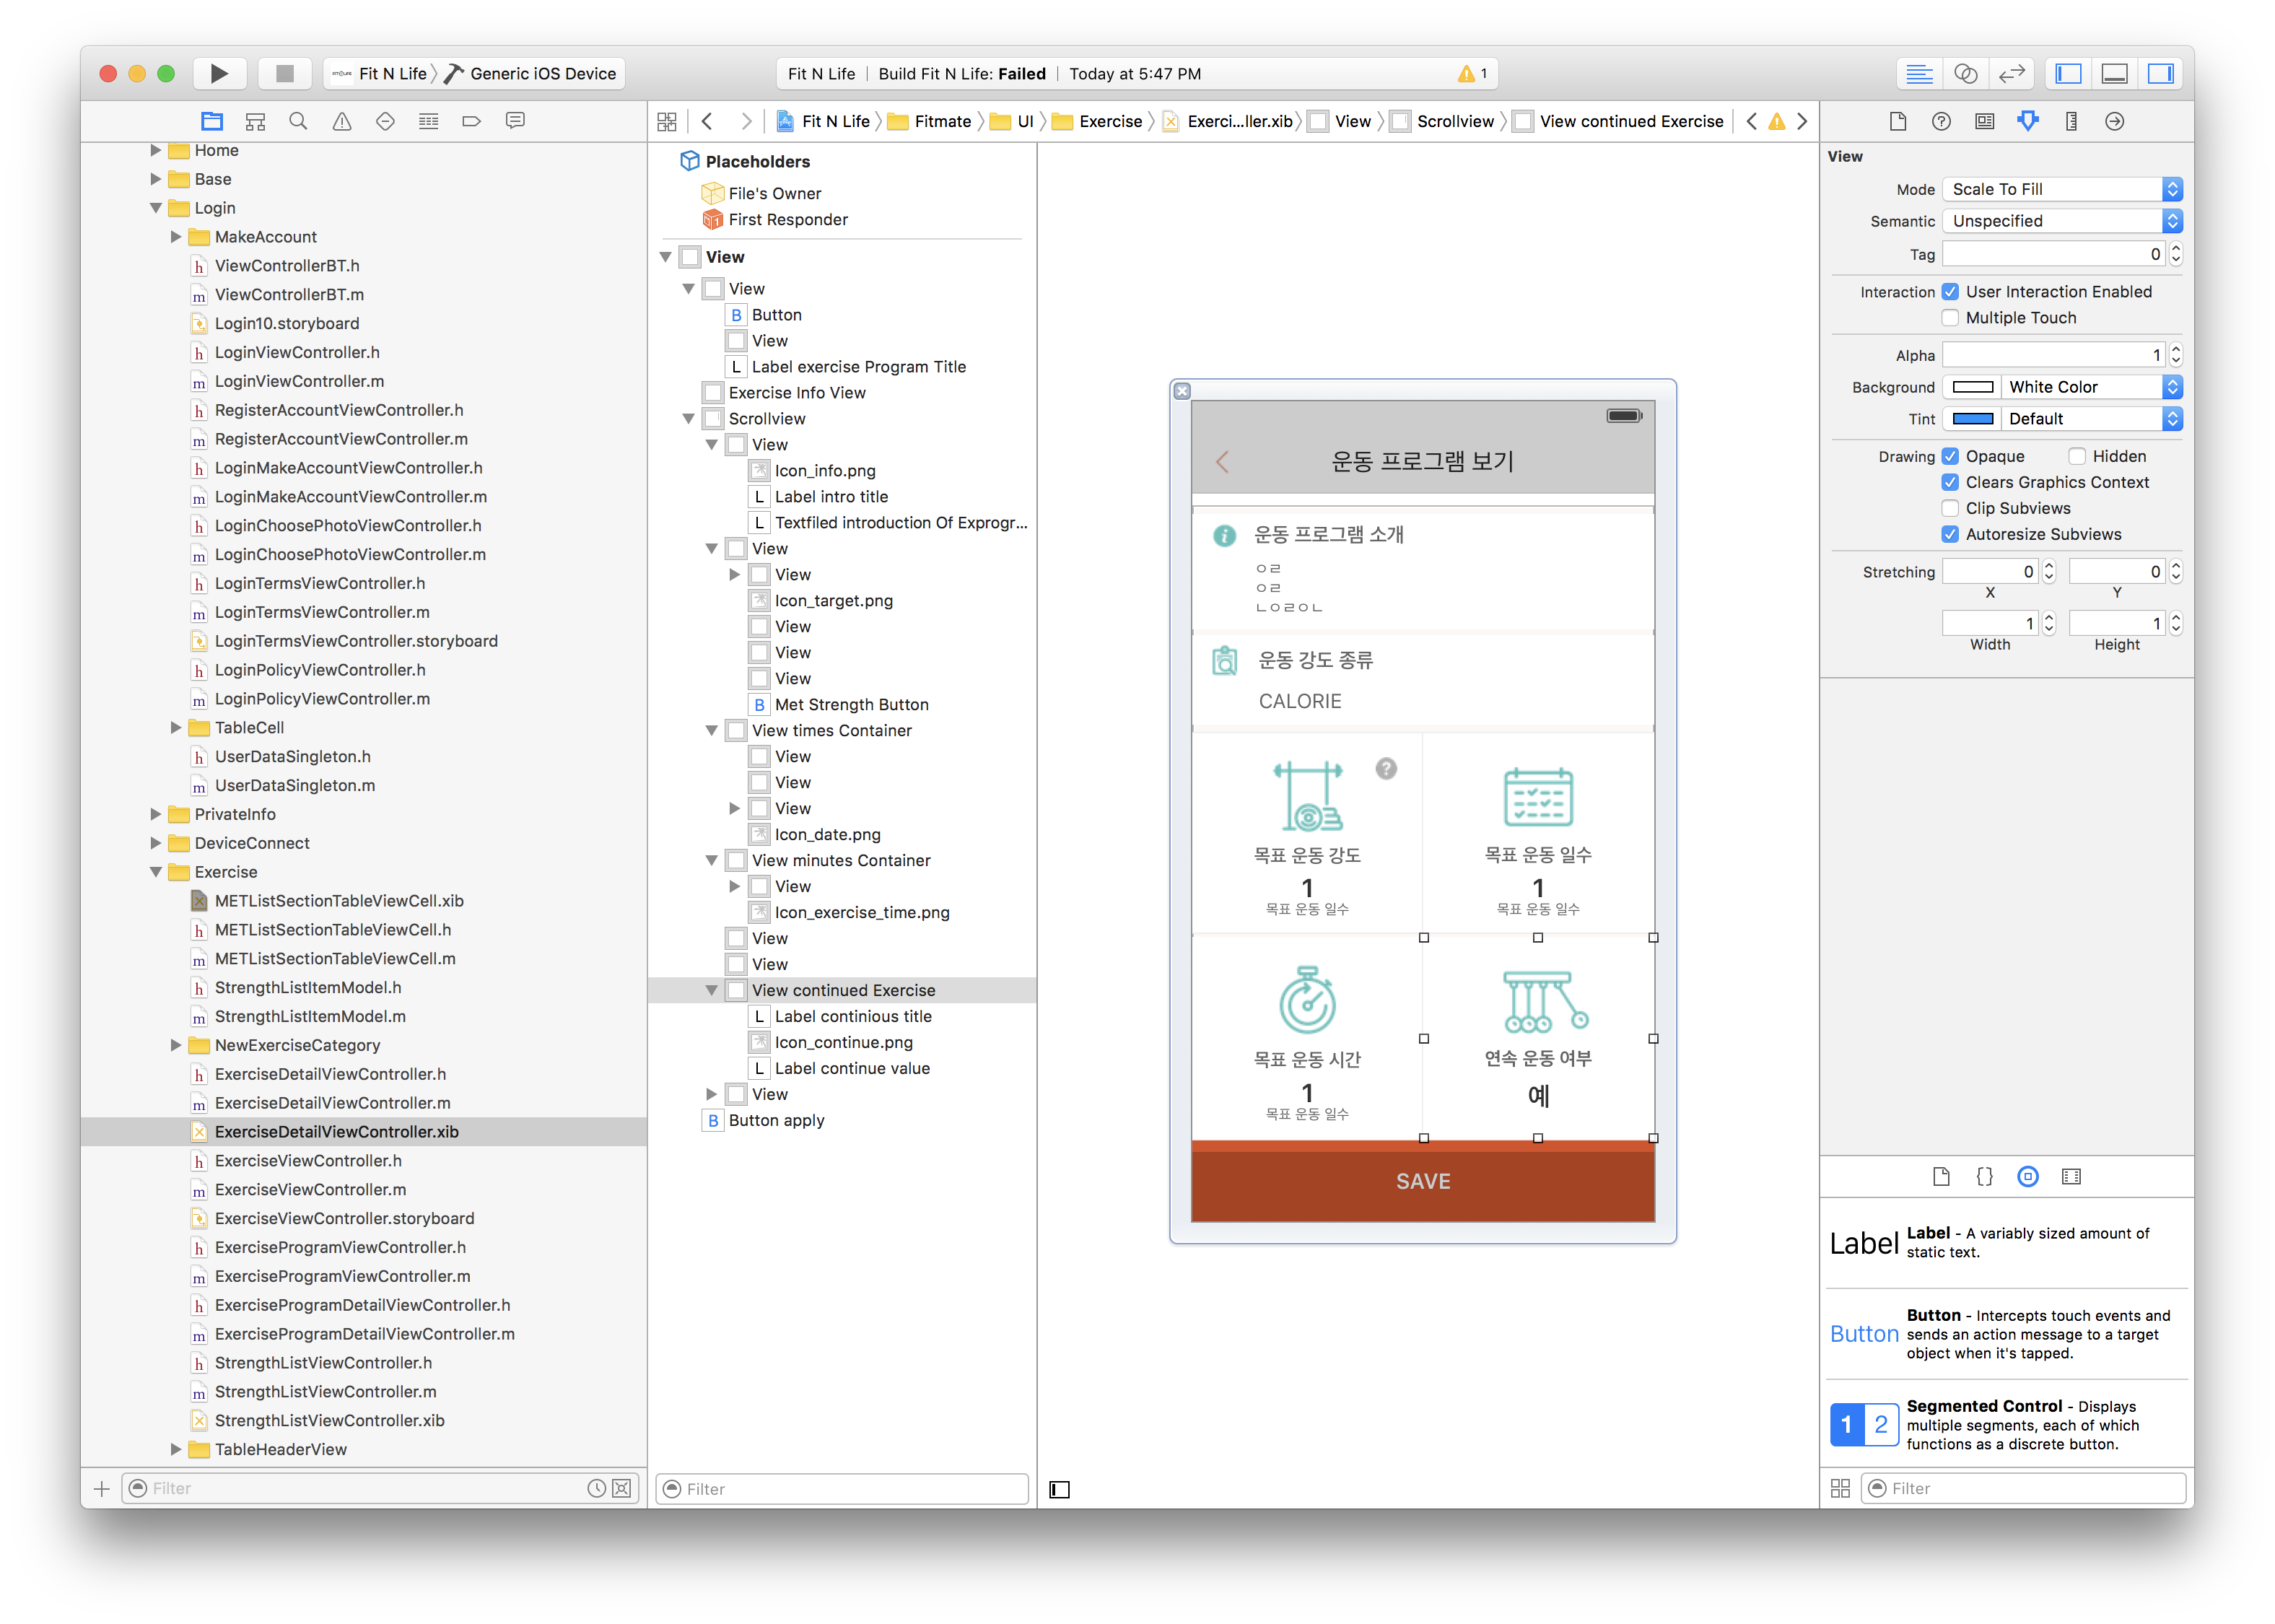 Fit N Life
Generic iOS Device
Fit N Life
Build Fit N Life: Failed
Today at 5:47 PM
1
Home
Base
Login
MakeAccount
ViewControllerBT.h
ViewControllerBT.m
Login10.storyboard
LoginViewController.h
LoginViewController.m
RegisterAccountViewController.h
RegisterAccountViewController.m
LoginMakeAccountViewController.h
LoginMakeAccountViewController.m
LoginChoosePhotoViewController.h
LoginChoosePhotoViewController.m
LoginTermsViewController.h
LoginTermsViewController.m
LoginTermsViewController.storyboard
LoginPolicyViewController.h
LoginPolicyViewController.m
TableCell
UserDataSingleton.h
UserDataSingleton.m
PrivateInfo
DeviceConnect
Exercise
METListSectionTableViewCell.xib
METListSectionTableViewCell.h
METListSectionTableViewCell.m
StrengthListItemModel.h
StrengthListItemModel.m
NewExerciseCategory
ExerciseDetailViewController.h
ExerciseDetailViewController.m
ExerciseDetailViewController.xib
ExerciseViewController.h
ExerciseViewController.m
ExerciseViewController.storyboard
ExerciseProgramViewController.h
ExerciseProgramViewController.m
ExerciseProgramDetailViewController.h
ExerciseProgramDetailViewController.m
StrengthListViewController.h
StrengthListViewController.m
StrengthListViewController.xib
TableHeaderView
Filter
Fit N Life
Fitmate
UI
Exercise
Exerci...ller.xib
View
Scrollview
View continued Exercise
Placeholders
File's Owner
First Responder
View
View
B Button
View
L Label exercise Program Title
Exercise Info View
Scrollview
View
Icon_info.png
L Label intro title
L Textfiled introduction Of Exprogr...
View
View
Icon_target.png
View
View
View
B Met Strength Button
View times Container
View
View
View
Icon_date.png
View minutes Container
View
Icon_exercise_time.png
View
View
View continued Exercise
L Label continious title
Icon_continue.png
L Label continue value
View
B Button apply
Filter
운동 프로그램 보기
운동 프로그램 소개
ㅇㄹ
ㅇㄹ
ㄴㅇㄹㅇㄴ
운동 강도 종류
CALORIE
?
목표 운동 강도
1
목표 운동 일수
목표 운동 일수
1
목표 운동 일수
목표 운동 시간
1
목표 운동 일수
연속 운동 여부
예
SAVE
View
Mode Scale To Fill
Semantic Unspecified
Tag 0
Interaction User Interaction Enabled
Multiple Touch
Alpha 1
Background White Color
Tint Default
Drawing Opaque Hidden
Clears Graphics Context
Clip Subviews
Autoresize Subviews
Stretching 0 0
X Y
1 1
Width Height
Label
Label - A variably sized amount of
static text.
Button
Button - Intercepts touch events and
sends an action message to a target
object when it's tapped.
1 2
Segmented Control - Displays
multiple segments, each of which
functions as a discrete button.
Filter